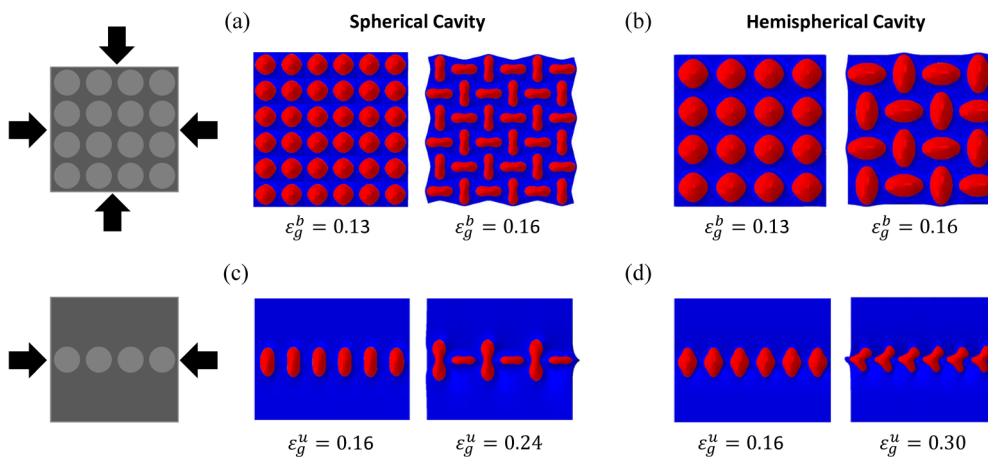 (a)
Spherical Cavity
(b)
Hemispherical Cavity
ε_g^b = 0.13
ε_g^b = 0.16
ε_g^b = 0.13
ε_g^b = 0.16
(c)
(d)
ε_g^u = 0.16
ε_g^u = 0.24
ε_g^u = 0.16
ε_g^u = 0.30